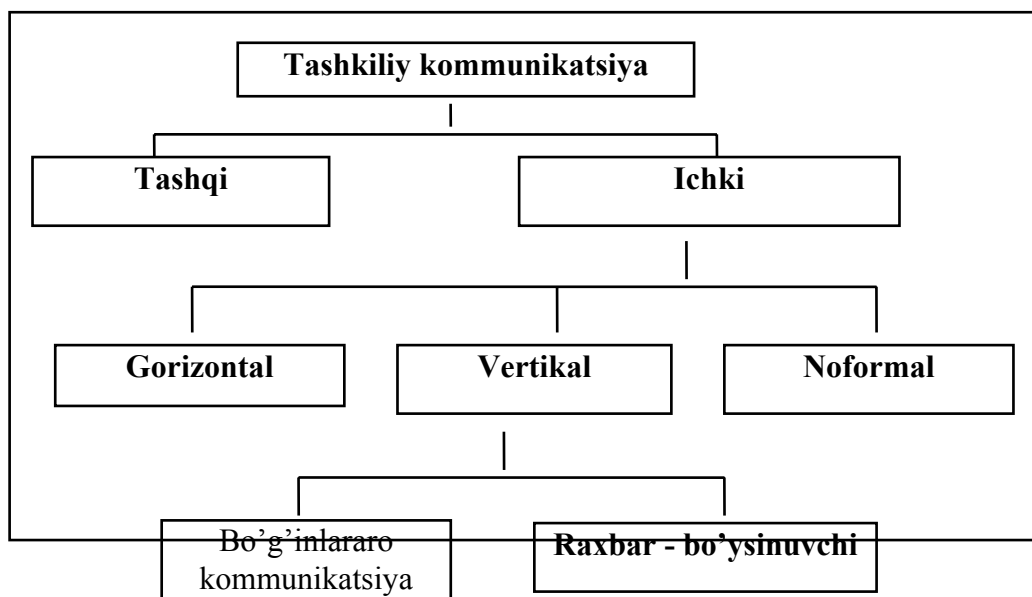 Tashkiliy kommunikatsiya
Tashqi
Ichki
Gorizontal
Vertikal
Noformal
Bo’g’inlararo
kommunikatsiya
Raxbar - bo’ysinuvchi